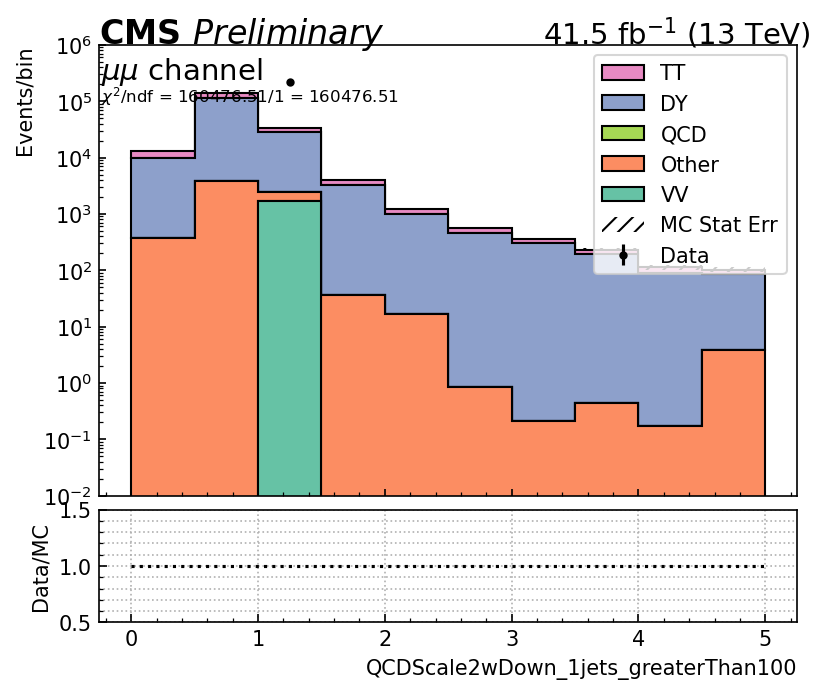 CMS Preliminary 41.5 fb⁻¹ (13 TeV)
μμ channel
χ²/ndf = 160476.51/1 = 160476.51
Events/bin
10⁶
10⁵
10⁴
10³
10²
10¹
10⁰
10⁻¹
10⁻²
TT
DY
QCD
Other
VV
MC Stat Err
Data
Data/MC
1.5
1.0
0.5
0 1 2 3 4 5
QCDScale2wDown_1jets_greaterThan100